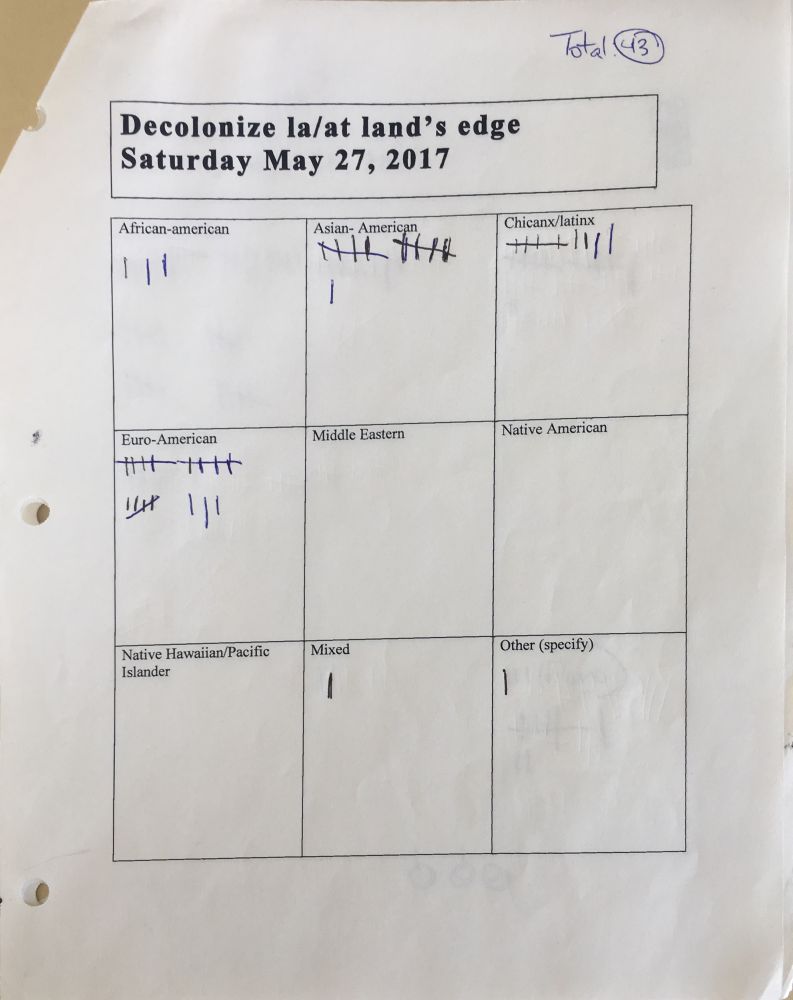 Total 43
Decolonize la/at land's edge
Saturday May 27, 2017
African-american
Asian- American
Chicanx/latinx
Euro-American
Middle Eastern
Native American
Native Hawaiian/Pacific
Islander
Mixed
Other (specify)